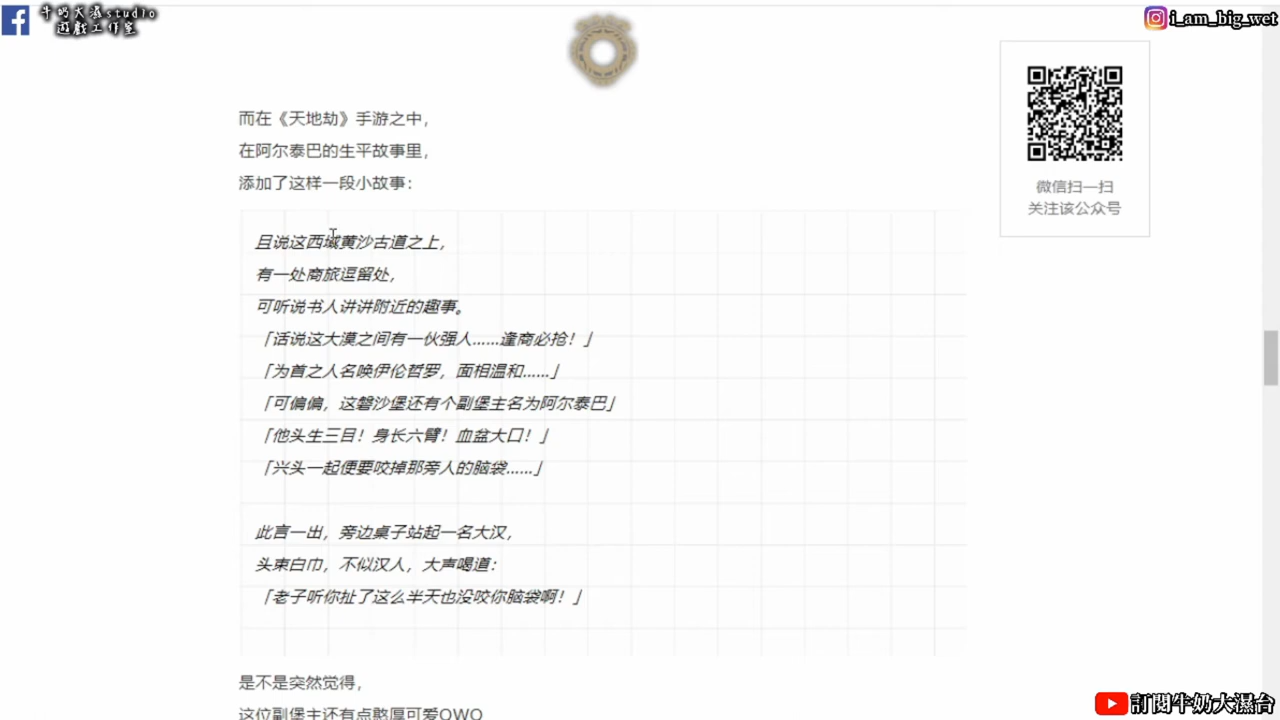 牛奶大濕studio
遊戲工作室
i_am_big_wet
而在《天地劫》手游之中，
在阿尔泰巴的生平故事里，
添加了这样一段小故事：
微信扫一扫
关注该公众号
且说这西域黄沙古道之上，
有一处商旅逗留处，
可听说书人讲讲附近的趣事。
「话说这大漠之间有一伙强人……逢商必抢！」
「为首之人名唤伊伦哲罗，面相温和……」
「可偏偏，这磐沙堡还有个副堡主名为阿尔泰巴」
「他头生三目！身长六臂！血盆大口！」
「兴头一起便要咬掉那旁人的脑袋……」
此言一出，旁边桌子站起一名大汉，
头束白巾，不似汉人，大声喝道：
「老子听你扯了这么半天也没咬你脑袋啊！」
是不是突然觉得，
这位副堡主还有点憨厚可爱OWO
訂閱牛奶大濕台